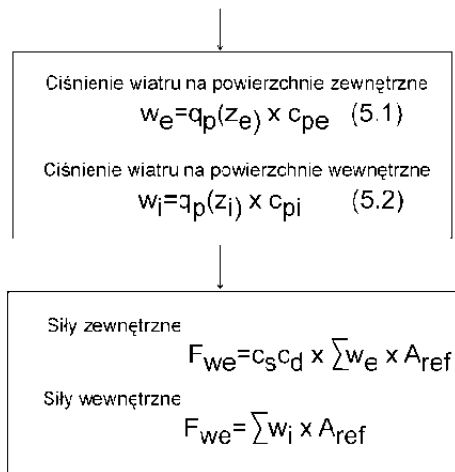 Ciśnienie wiatru na powierzchnie zewnętrzne
we=qp(ze) x cpe (5.1)
Ciśnienie wiatru na powierzchnie wewnętrzne
wi=qp(zi) x cpi (5.2)
Siły zewnętrzne
Fwe=cscd x ∑we x Aref
Siły wewnętrzne
Fwe= ∑wi x Aref